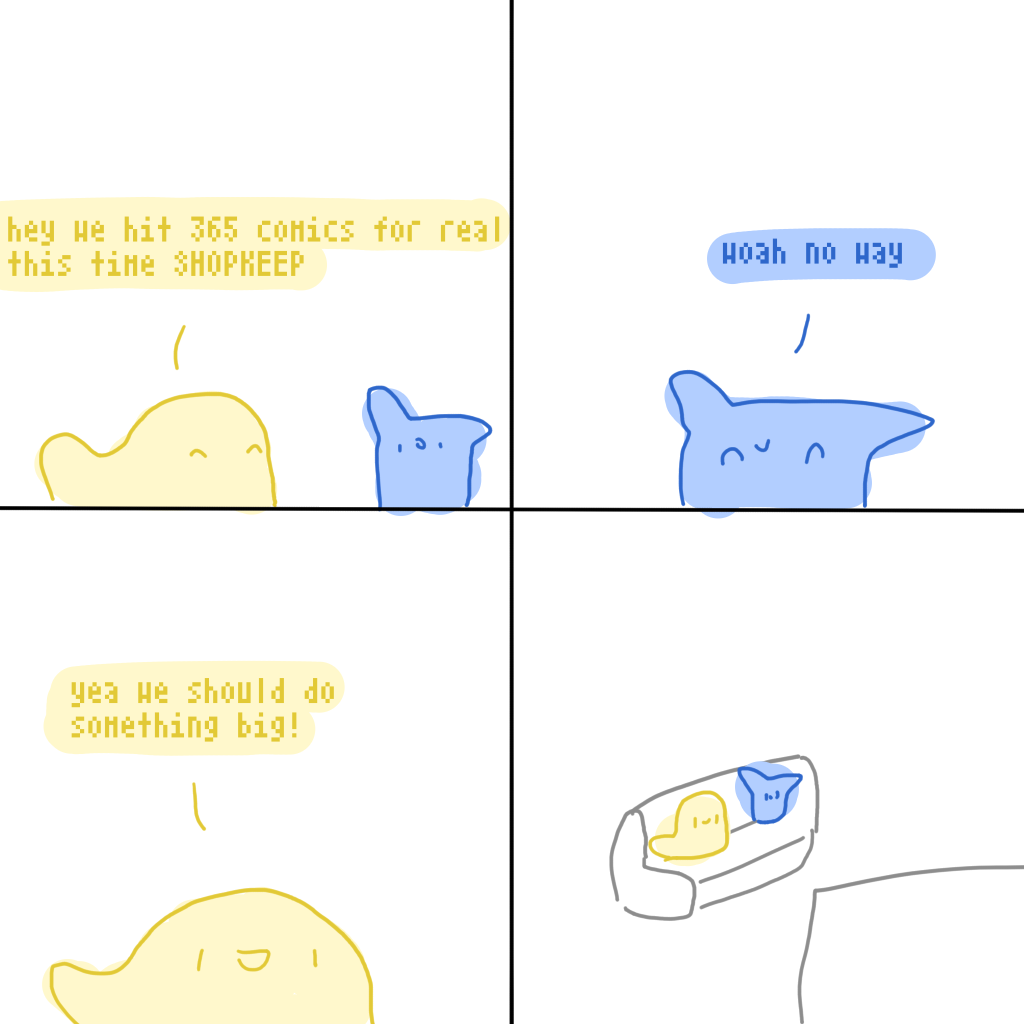 hey we hit 365 comics for real
this time SHOPKEEP
woah no way
yea we should do
something big!